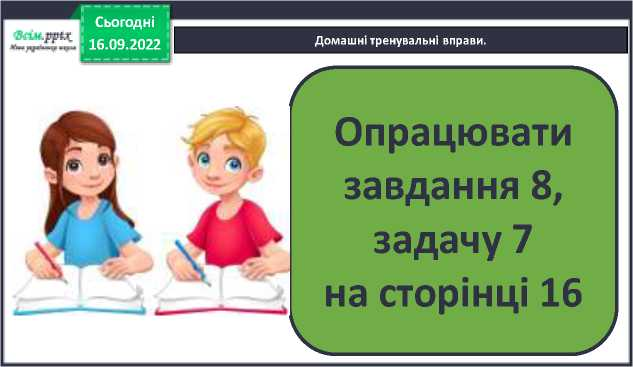 Всім.pptx
Нова українська школа
Сьогодні
16.09.2022
Домашні тренувальні вправи.
Опрацювати
завдання 8,
задачу 7
на сторінці 16